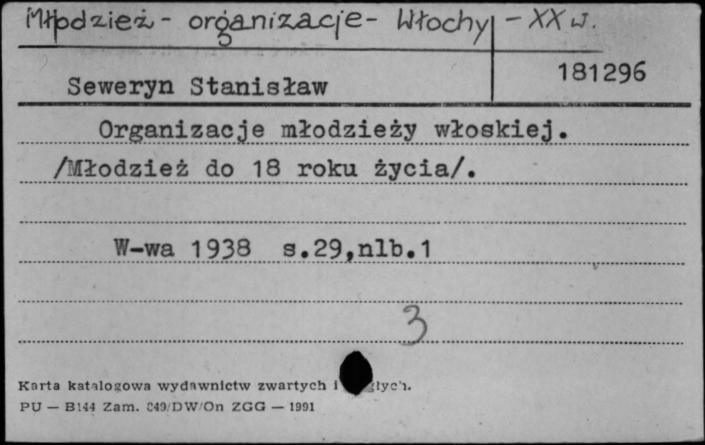 Młodzież - organizacje - Włochy - XX w.
Seweryn Stanisław
181296
Organizacje młodzieży włoskiej.
/Młodzież do 18 roku życia/.
W-wa 1938 s.29,nlb.1
3
Karta katalogowa wydawnictw zwartych i
PU — B144 Zam. 049/DW/On ZGG — 1991